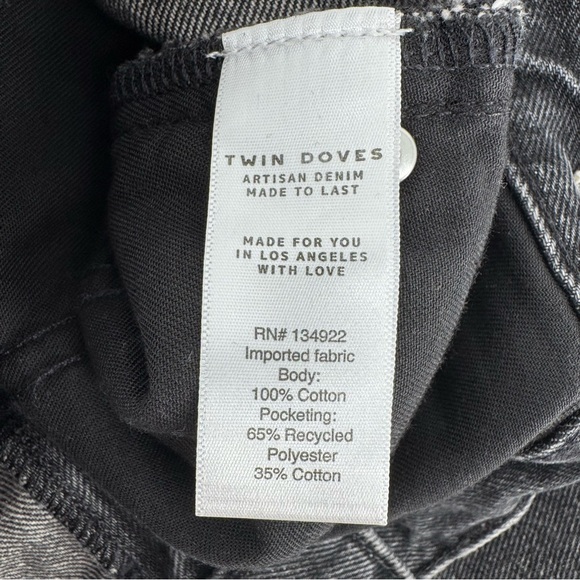 TWIN DOVES
ARTISAN DENIM
MADE TO LAST
MADE FOR YOU
IN LOS ANGELES
WITH LOVE
RN# 134922
Imported fabric
Body:
100% Cotton
Pocketing:
65% Recycled
Polyester
35% Cotton